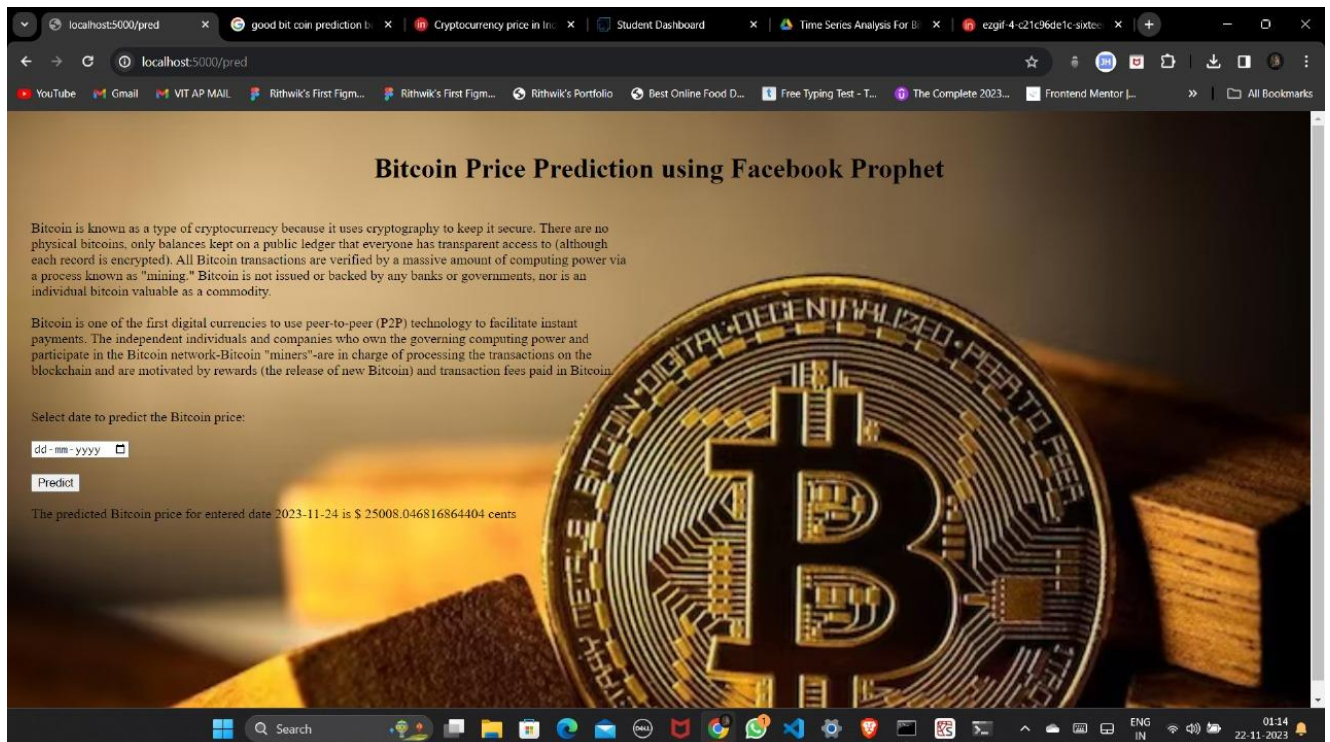 localhost:5000/pred
good bit coin prediction b
Cryptocurrency price in Inc
Student Dashboard
Time Series Analysis For Bi
ezgif-4-c21c96de1c-sixtee
localhost:5000/pred
YouTube
Gmail
VIT AP MAIL
Rithwik's First Figm...
Rithwik's First Figm...
Rithwik's Portfolio
Best Online Food D...
Free Typing Test - T...
The Complete 2023...
Frontend Mentor |...
All Bookmarks
Bitcoin Price Prediction using Facebook Prophet
Bitcoin is known as a type of cryptocurrency because it uses cryptography to keep it secure. There are no
physical bitcoins, only balances kept on a public ledger that everyone has transparent access to (although
each record is encrypted). All Bitcoin transactions are verified by a massive amount of computing power via
a process known as "mining." Bitcoin is not issued or backed by any banks or governments, nor is an
individual bitcoin valuable as a commodity.
Bitcoin is one of the first digital currencies to use peer-to-peer (P2P) technology to facilitate instant
payments. The independent individuals and companies who own the governing computing power and
participate in the Bitcoin network-Bitcoin "miners"-are in charge of processing the transactions on the
blockchain and are motivated by rewards (the release of new Bitcoin) and transaction fees paid in Bitcoin.
Select date to predict the Bitcoin price:
dd-mm-yyyy
Predict
The predicted Bitcoin price for entered date 2023-11-24 is $ 25008.046816864404 cents
BITCOIN · DIGITAL · DECENTRALIZED · PEER TO PEER
Search
ENG
IN
01:14
22-11-2023